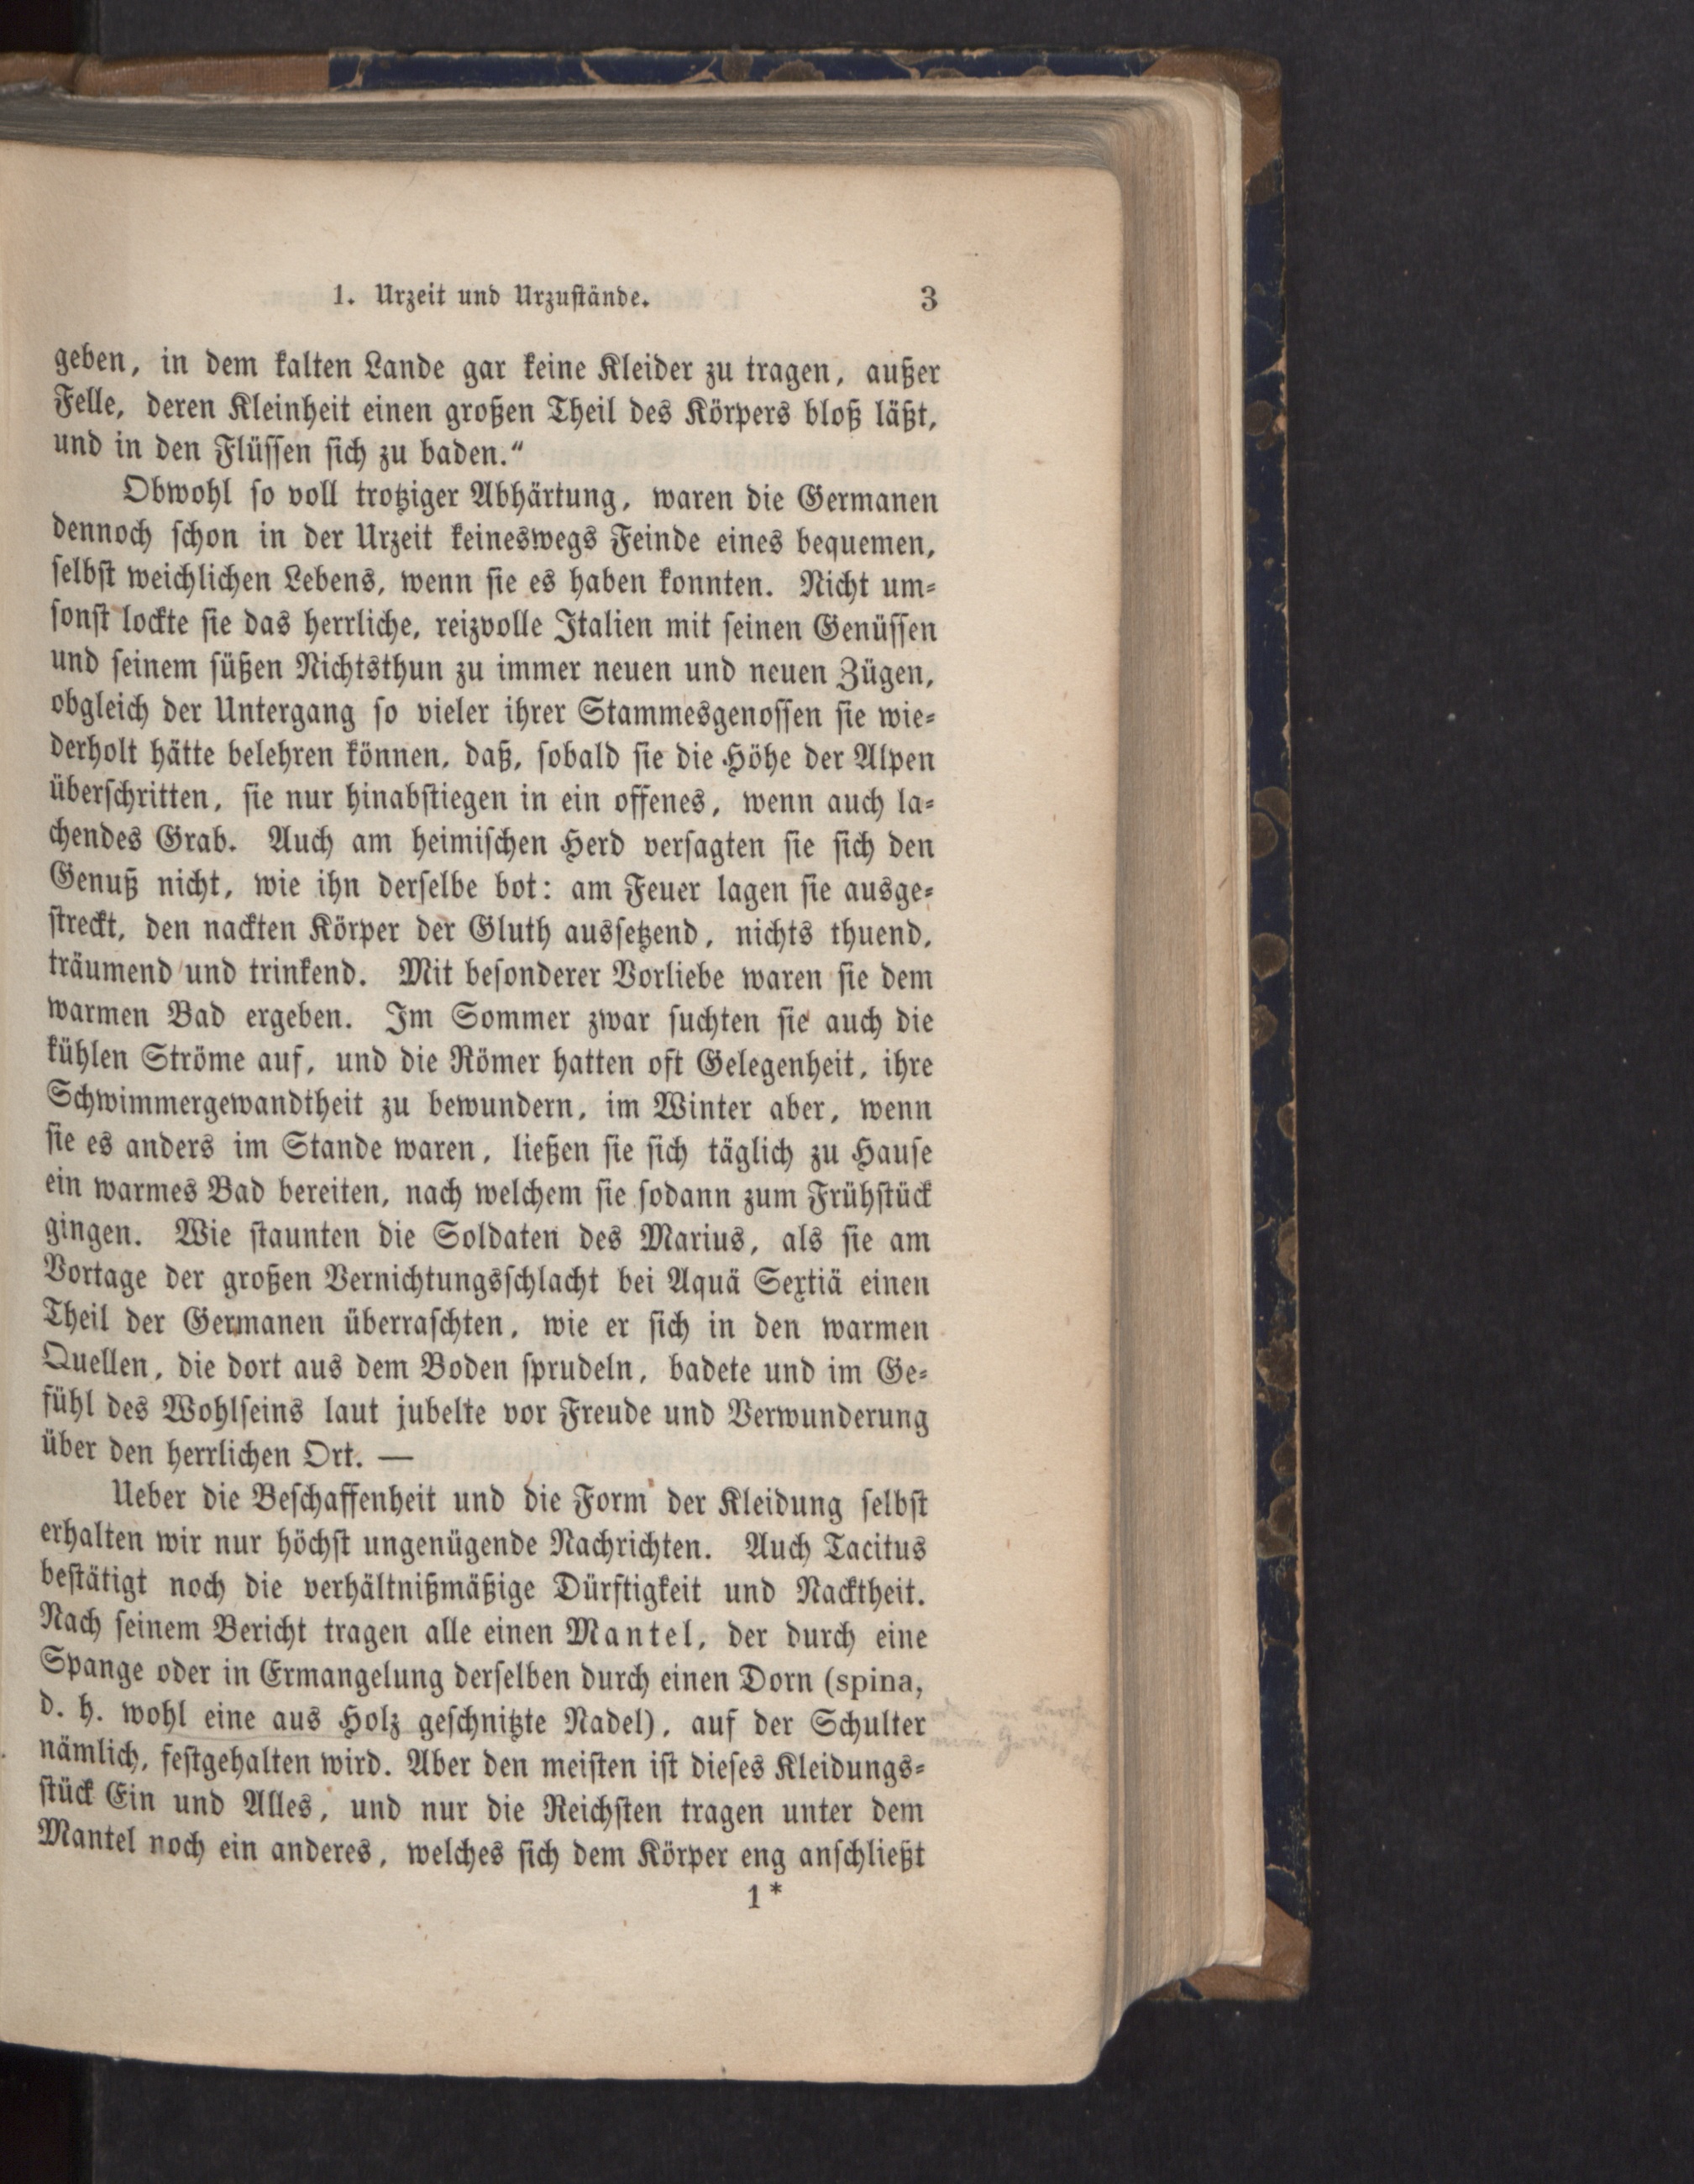 1. Urzeit und Urzustände. 3
geben, in dem kalten Lande gar keine Kleider zu tragen, außer
Felle, deren Kleinheit einen großen Theil des Körpers bloß läßt,
und in den Flüssen sich zu baden.“
Obwohl so voll trotziger Abhärtung, waren die Germanen
dennoch schon in der Urzeit keineswegs Feinde eines bequemen,
selbst weichlichen Lebens, wenn sie es haben konnten. Nicht um-
sonst lockte sie das herrliche, reizvolle Italien mit seinen Genüssen
und seinem süßen Nichtsthun zu immer neuen und neuen Zügen,
obgleich der Untergang so vieler ihrer Stammesgenossen sie wie-
derholt hätte belehren können, daß, sobald sie die Höhe der Alpen
überschritten, sie nur hinabstiegen in ein offenes, wenn auch la-
chendes Grab. Auch am heimischen Herd versagten sie sich den
Genuß nicht, wie ihn derselbe bot: am Feuer lagen sie ausge-
streckt, den nackten Körper der Gluth aussetzend, nichts thuend,
träumend und trinkend. Mit besonderer Vorliebe waren sie dem
warmen Bad ergeben. Im Sommer zwar suchten sie auch die
kühlen Ströme auf, und die Römer hatten oft Gelegenheit, ihre
Schwimmergewandtheit zu bewundern, im Winter aber, wenn
sie es anders im Stande waren, ließen sie sich täglich zu Hause
ein warmes Bad bereiten, nach welchem sie sodann zum Frühstück
gingen. Wie staunten die Soldaten des Marius, als sie am
Vortage der großen Vernichtungsschlacht bei Aquä Sextiä einen
Theil der Germanen überraschten, wie er sich in den warmen
Quellen, die dort aus dem Boden sprudeln, badete und im Ge-
fühl des Wohlseins laut jubelte vor Freude und Verwunderung
über den herrlichen Ort. —
Ueber die Beschaffenheit und die Form der Kleidung selbst
erhalten wir nur höchst ungenügende Nachrichten. Auch Tacitus
bestätigt noch die verhältnißmäßige Dürftigkeit und Nacktheit.
Nach seinem Bericht tragen alle einen Mantel, der durch eine
Spange oder in Ermangelung derselben durch einen Dorn (spina,
d. h. wohl eine aus Holz geschnitzte Nadel), auf der Schulter
nämlich, festgehalten wird. Aber den meisten ist dieses Kleidungs-
stück Ein und Alles, und nur die Reichsten tragen unter dem
Mantel noch ein anderes, welches sich dem Körper eng anschließt
1*